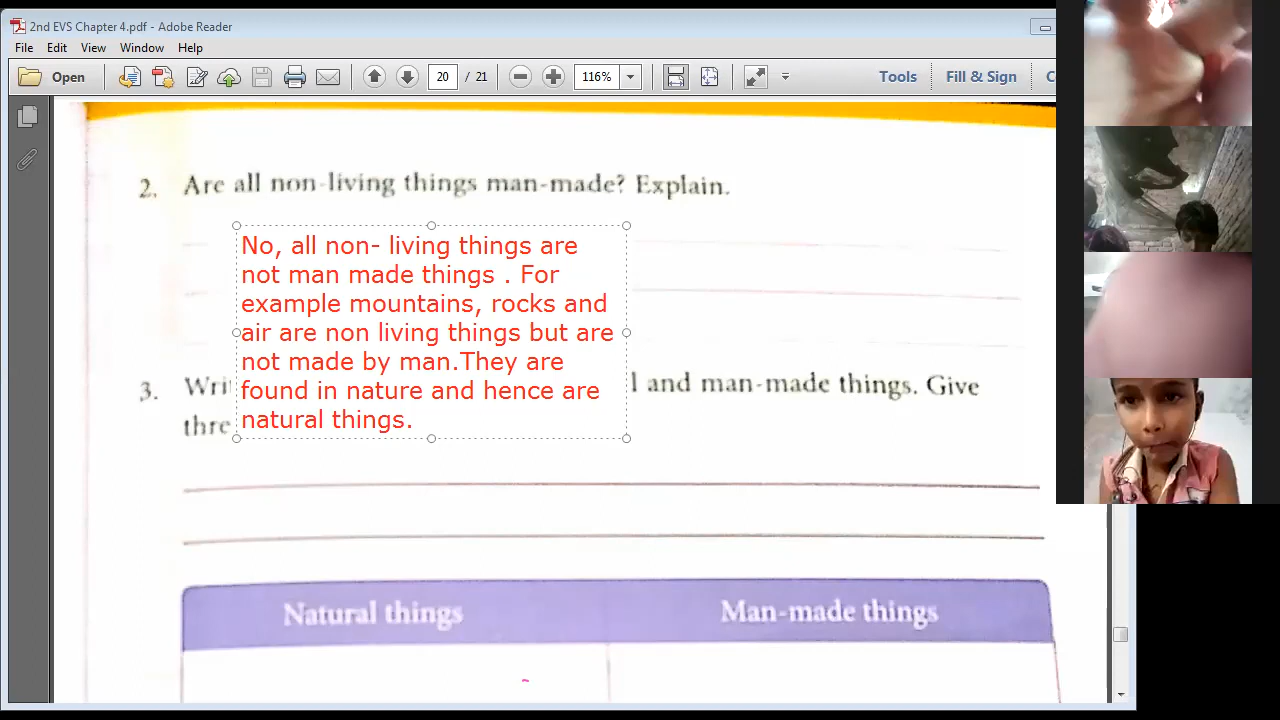 2nd EVS Chapter 4.pdf - Adobe Reader
File Edit View Window Help
Open 20 / 21 116% Tools Fill & Sign
2. Are all non-living things man-made? Explain.
No, all non- living things are
not man made things . For
example mountains, rocks and
air are non living things but are
not made by man.They are
found in nature and hence are
natural things.
3. and man-made things. Give
Natural things Man-made things